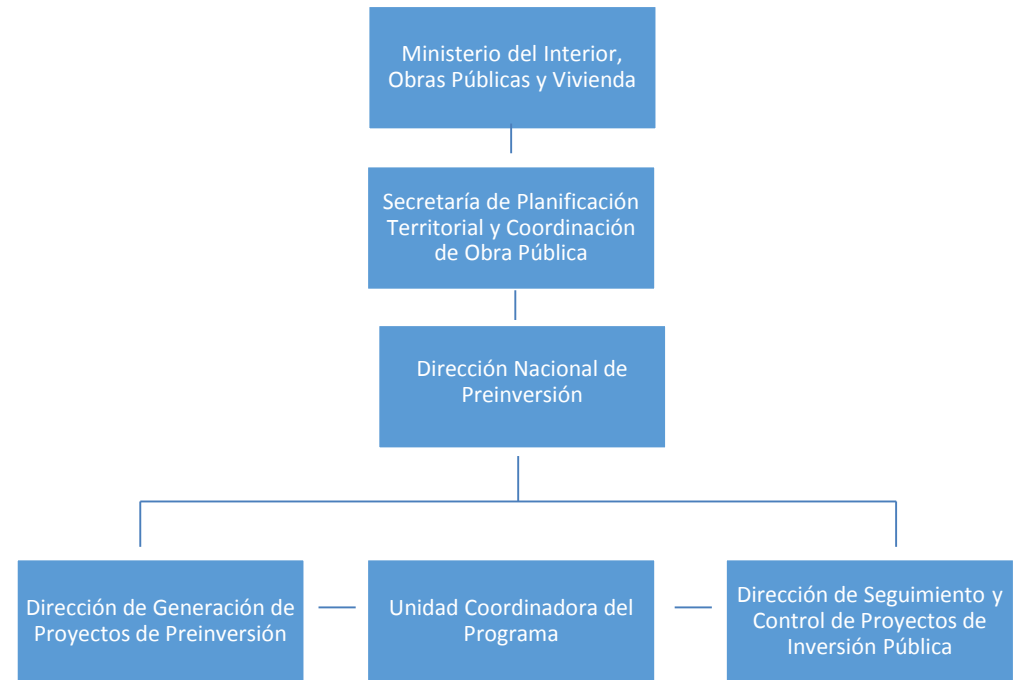 Ministerio del Interior,
Obras Públicas y Vivienda
Secretaría de Planificación
Territorial y Coordinación
de Obra Pública
Dirección Nacional de
Preinversión
Dirección de Generación de
Proyectos de Preinversión
Unidad Coordinadora del
Programa
Dirección de Seguimiento y
Control de Proyectos de
Inversión Pública